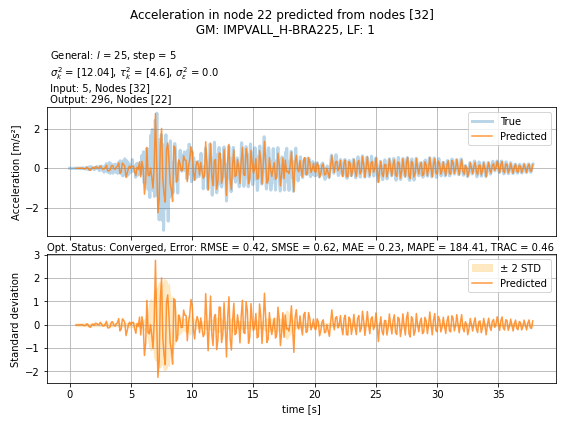 Acceleration in node 22 predicted from nodes [32]
GM: IMPVALL_H-BRA225, LF: 1
General: l = 25, step = 5
σ²ₖ = [12.04], τ²ₖ = [4.6], σ²ε = 0.0
Input: 5, Nodes [32]
Output: 296, Nodes [22]
Acceleration [m/s²]
2
0
−2
True
Predicted
Opt. Status: Converged, Error: RMSE = 0.42, SMSE = 0.62, MAE = 0.23, MAPE = 184.41, TRAC = 0.46
Standard deviation
3
2
1
0
−1
−2
± 2 STD
Predicted
0 5 10 15 20 25 30 35
time [s]